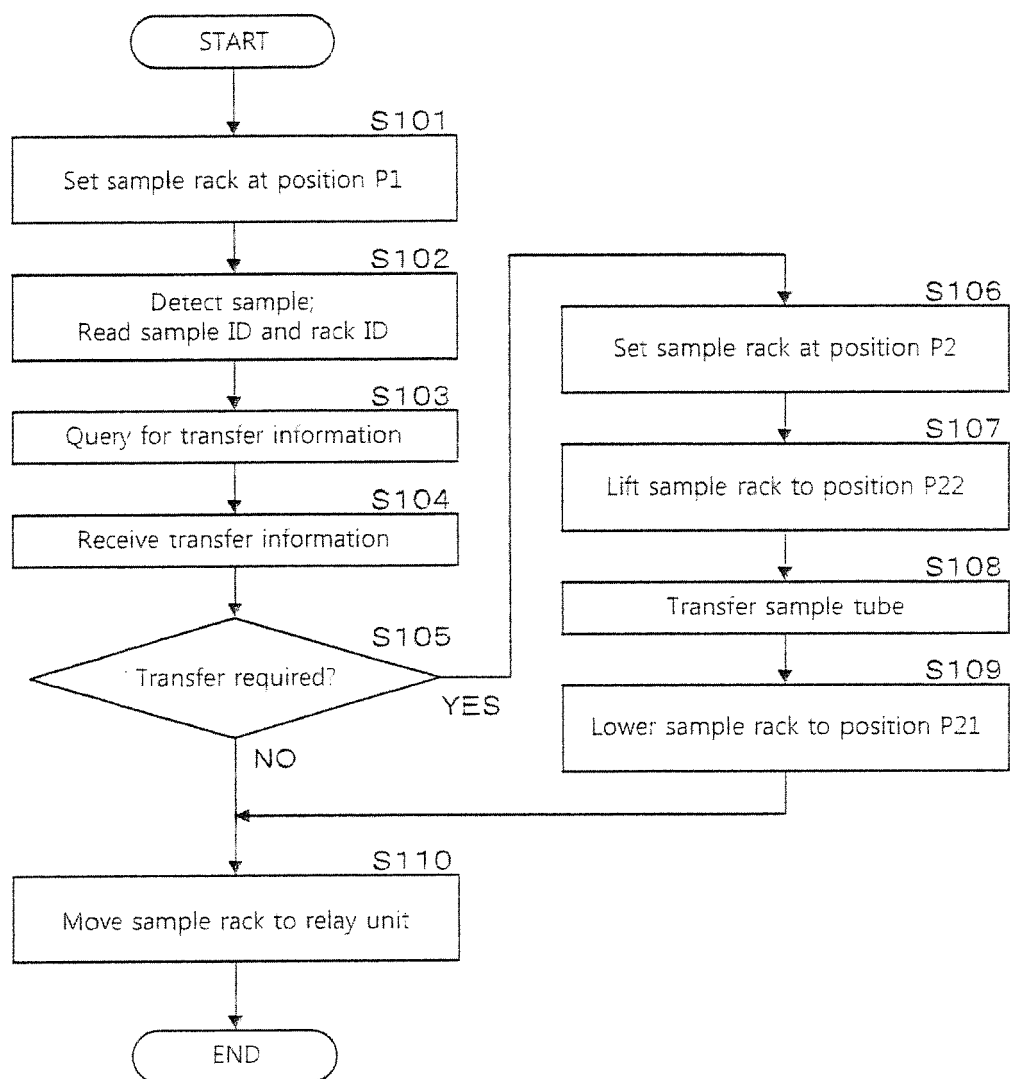 START
S101
Set sample rack at position P1
S102
Detect sample;
Read sample ID and rack ID
S103
Query for transfer information
S104
Receive transfer information
S105
Transfer required?
YES
NO
S106
Set sample rack at position P2
S107
Lift sample rack to position P22
S108
Transfer sample tube
S109
Lower sample rack to position P21
S110
Move sample rack to relay unit
END